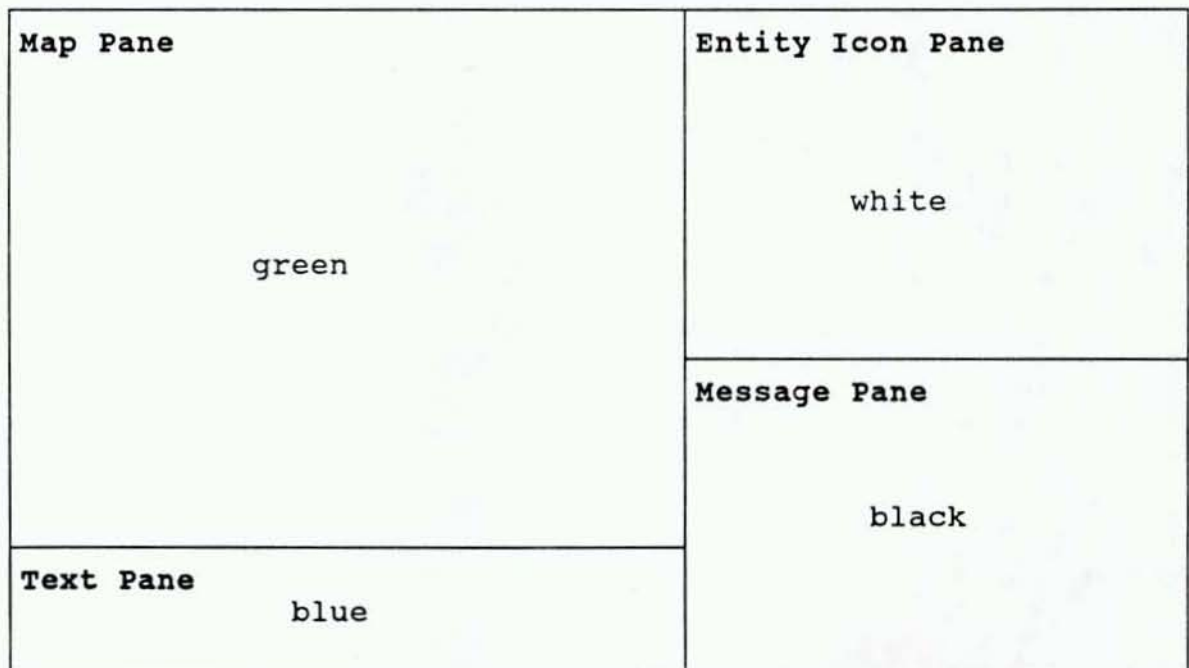 Map Pane
green
Text Pane
blue
Entity Icon Pane
white
Message Pane
black